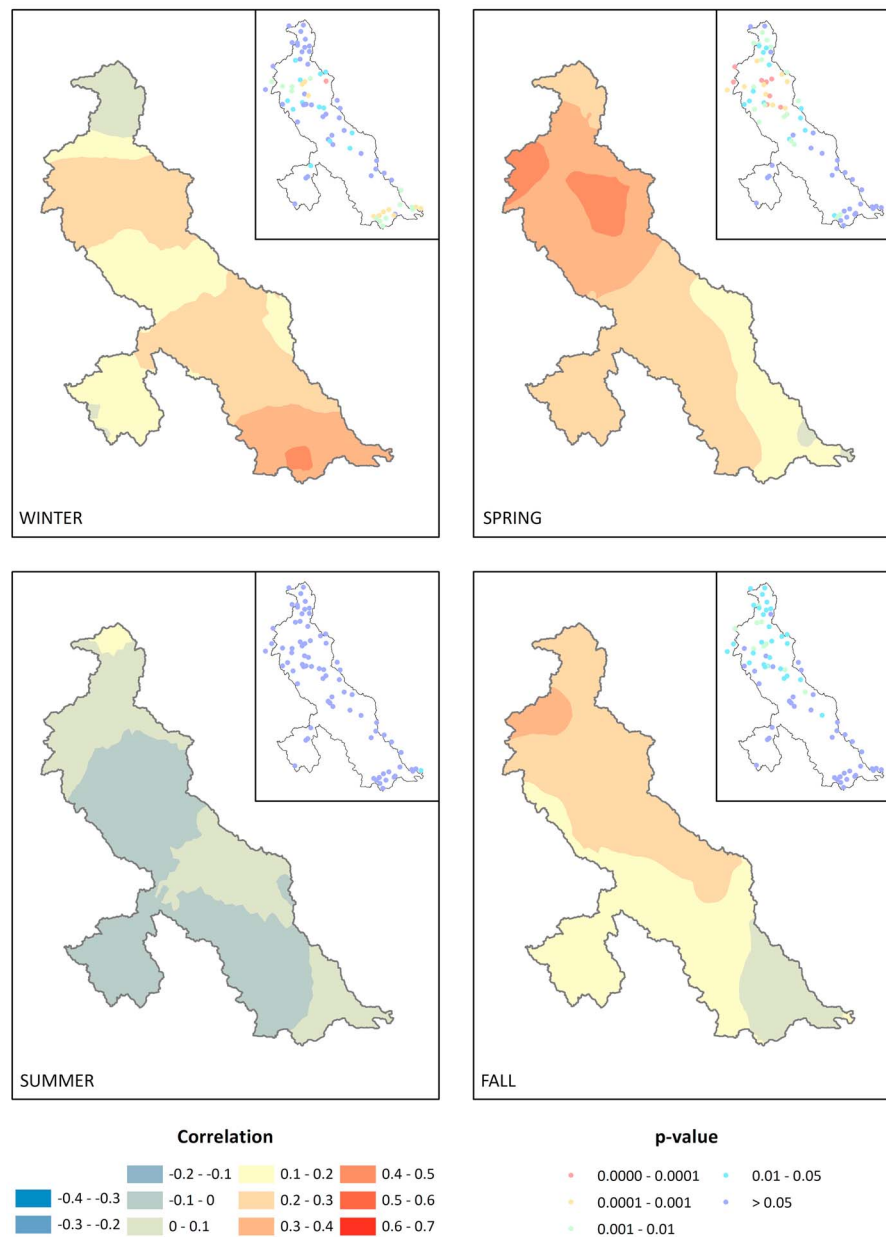 WINTER
SPRING
SUMMER
FALL
Correlation
p-value
-0.4 - -0.3
-0.3 - -0.2
-0.2 - -0.1
-0.1 - 0
0 - 0.1
0.1 - 0.2
0.2 - 0.3
0.3 - 0.4
0.4 - 0.5
0.5 - 0.6
0.6 - 0.7
0.0000 - 0.0001
0.0001 - 0.001
0.001 - 0.01
0.01 - 0.05
> 0.05